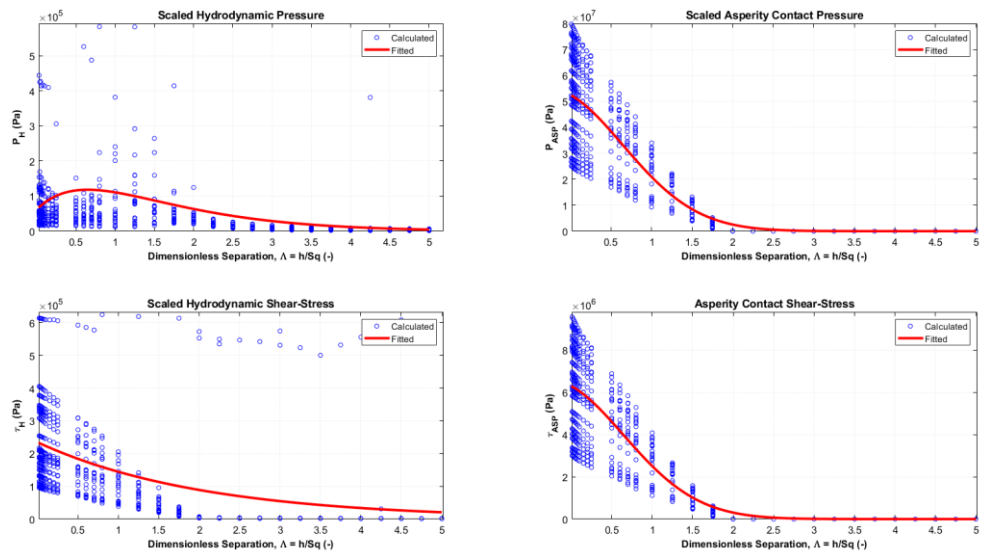 Scaled Hydrodynamic Pressure
×10^5
P_H (Pa)
5
4
3
2
1
0
0.5 1 1.5 2 2.5 3 3.5 4 4.5 5
Dimensionless Separation, Λ = h/Sq (-)
Calculated
Fitted
Scaled Asperity Contact Pressure
×10^7
P_ASP (Pa)
8
7
6
5
4
3
2
1
0
0.5 1 1.5 2 2.5 3 3.5 4 4.5 5
Dimensionless Separation, Λ = h/Sq (-)
Calculated
Fitted
Scaled Hydrodynamic Shear-Stress
×10^5
τ_H (Pa)
6
5
4
3
2
1
0
0.5 1 1.5 2 2.5 3 3.5 4 4.5 5
Dimensionless Separation, Λ = h/Sq (-)
Calculated
Fitted
Asperity Contact Shear-Stress
×10^6
τ_ASP (Pa)
8
6
4
2
0
0.5 1 1.5 2 2.5 3 3.5 4 4.5 5
Dimensionless Separation, Λ = h/Sq (-)
Calculated
Fitted